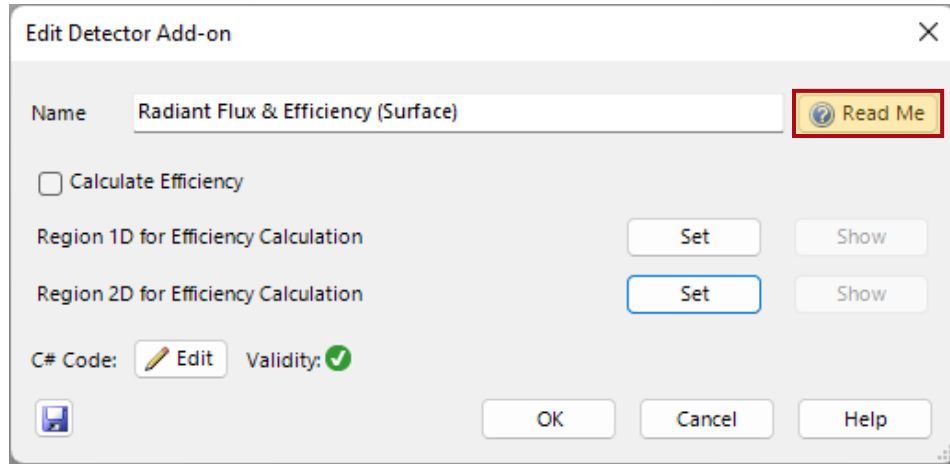 Edit Detector Add-on
Name Radiant Flux & Efficiency (Surface) Read Me
Calculate Efficiency
Region 1D for Efficiency Calculation Set Show
Region 2D for Efficiency Calculation Set Show
C# Code: Edit Validity:
OK Cancel Help